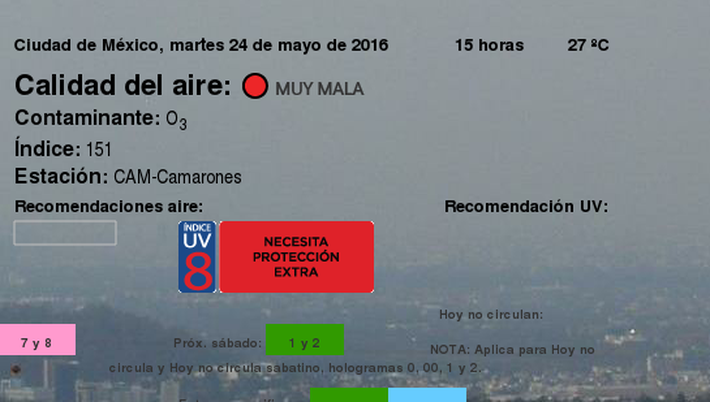 Ciudad de México, martes 24 de mayo de 2016 15 horas 27 ºC
Calidad del aire: MUY MALA
Contaminante: O3
Índice: 151
Estación: CAM-Camarones
Recomendaciones aire: Recomendación UV:
ÍNDICE
UV
8
NECESITA
PROTECCIÓN
EXTRA
Hoy no circulan:
7 y 8 Próx. sábado: 1 y 2
NOTA: Aplica para Hoy no
circula y Hoy no circula sabatino, hologramas 0, 00, 1 y 2.